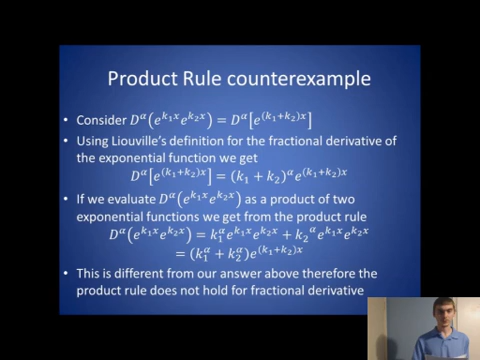 Product Rule counterexample
• Consider D^α(e^{k₁x}e^{k₂x}) = D^α[e^{(k₁+k₂)x}]
• Using Liouville's definition for the fractional derivative of
the exponential function we get
D^α[e^{(k₁+k₂)x}] = (k₁ + k₂)^α e^{(k₁+k₂)x}
• If we evaluate D^α(e^{k₁x}e^{k₂x}) as a product of two
exponential functions we get from the product rule
D^α(e^{k₁x}e^{k₂x}) = k₁^α e^{k₁x}e^{k₂x} + k₂^α e^{k₁x}e^{k₂x}
= (k₁^α + k₂^α)e^{(k₁+k₂)x}
• This is different from our answer above therefore the
product rule does not hold for fractional derivative